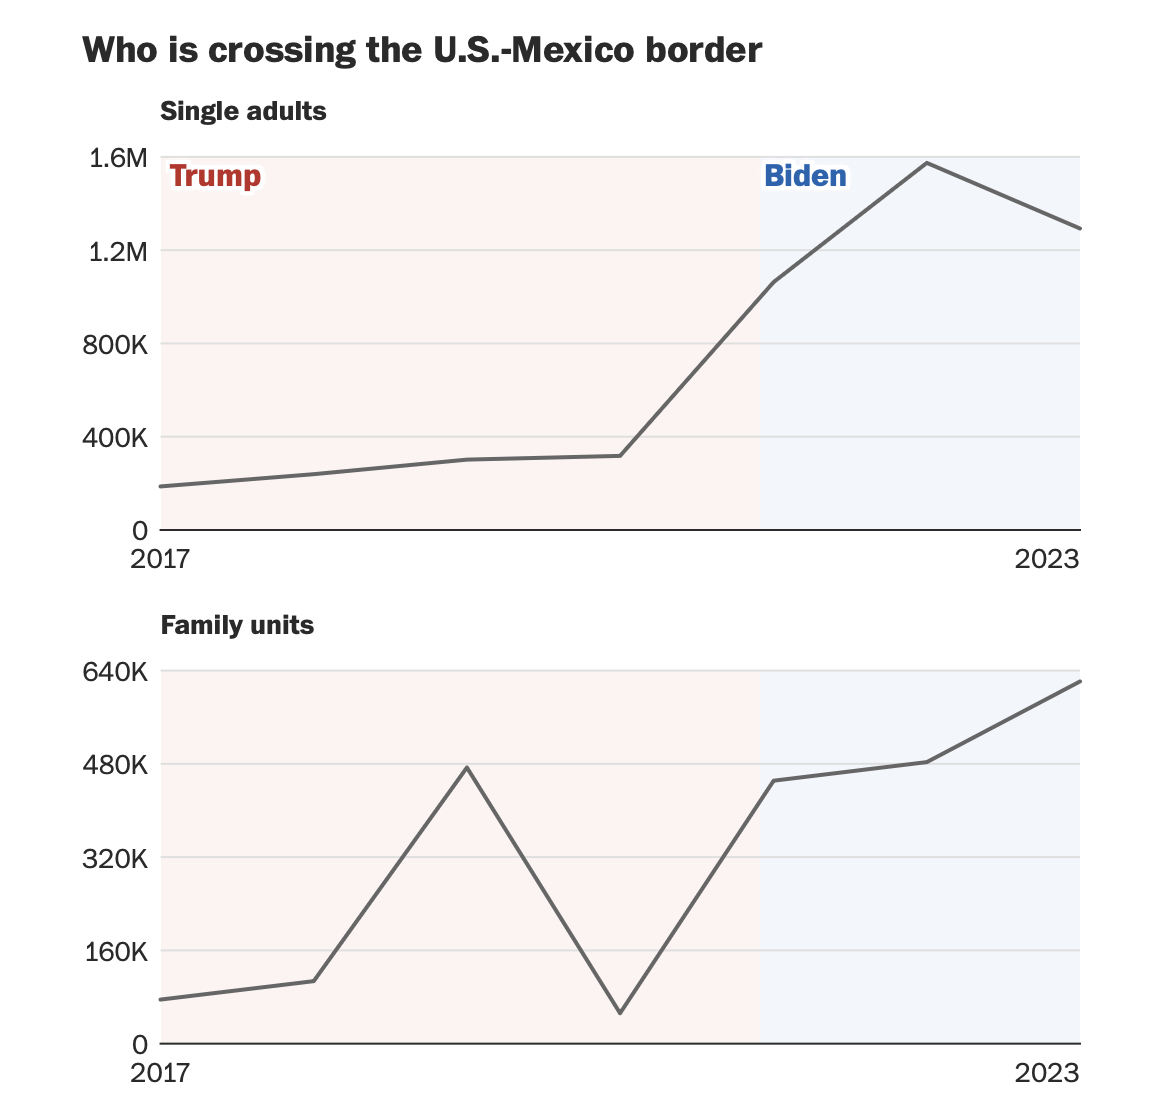 Who is crossing the U.S.-Mexico border
Single adults
1.6M
Trump
Biden
1.2M
800K
400K
0
2017
2023
Family units
640K
480K
320K
160K
0
2017
2023